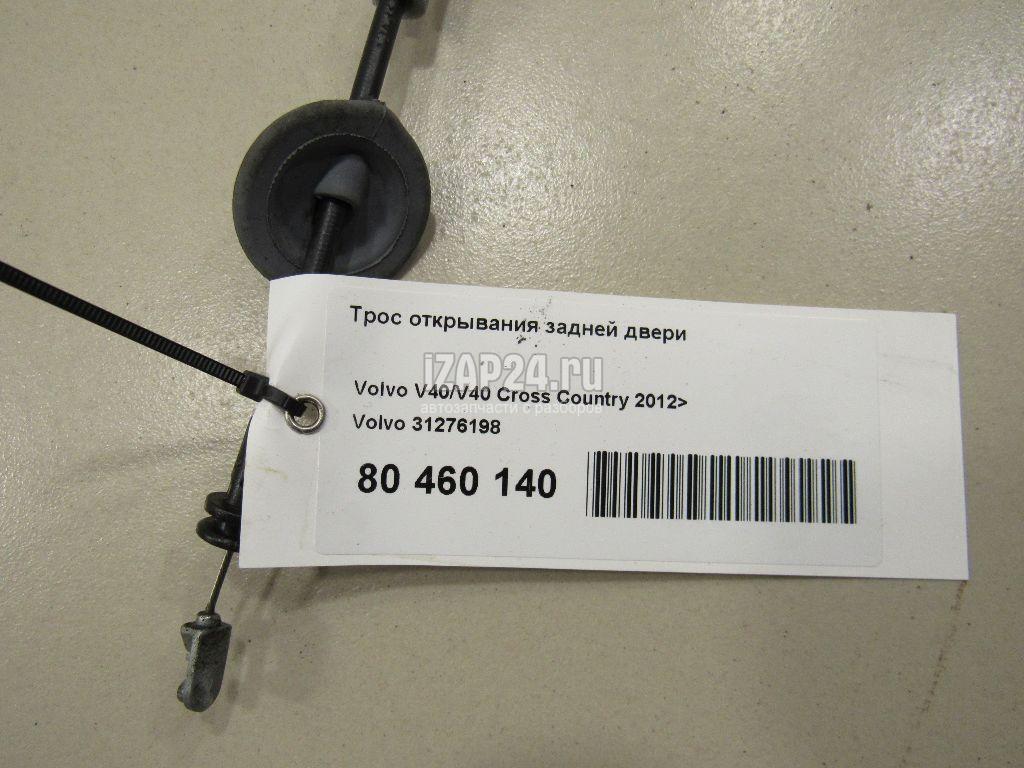 Трос открывания задней двери
iZAP24.ru
Volvo V40/V40 Cross Country 2012>
автозапчасти с разборов
Volvo 31276198
80 460 140